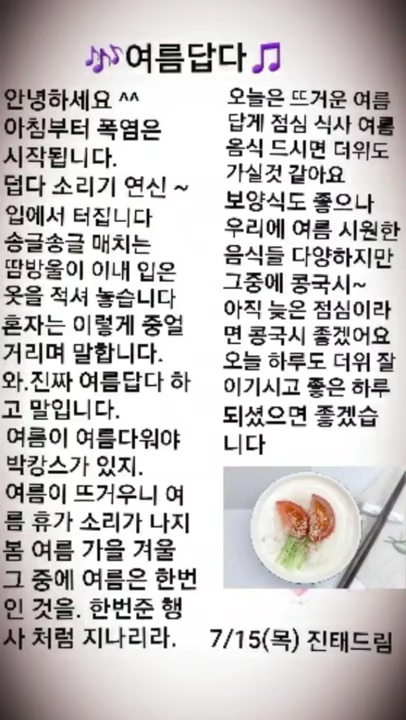 🎶여름답다🎵
안녕하세요 ^^
아침부터 폭염은
시작됩니다.
덥다 소리기 연신 ~
입에서 터집니다
송글송글 매치는
땀방울이 이내 입은
옷을 적셔 놓습니다
혼자는 이렇게 중얼
거리며 말합니다.
와.진짜 여름답다 하
고 말입니다.
여름이 여름다워야
박캉스가 있지.
여름이 뜨거우니 여
름 휴가 소리가 나지
봄 여름 가을 겨울
그 중에 여름은 한번
인 것을. 한번준 행
사 처럼 지나리라.
오늘은 뜨거운 여름
답게 점심 식사 여름
음식 드시면 더위도
가실것 같아요
보양식도 좋으나
우리에 여름 시원한
음식들 다양하지만
그중에 콩국시~
아직 늦은 점심이라
면 콩국시 좋겠어요
오늘 하루도 더위 잘
이기시고 좋은 하루
되셨으면 좋겠습
니다
7/15(목) 진태드림